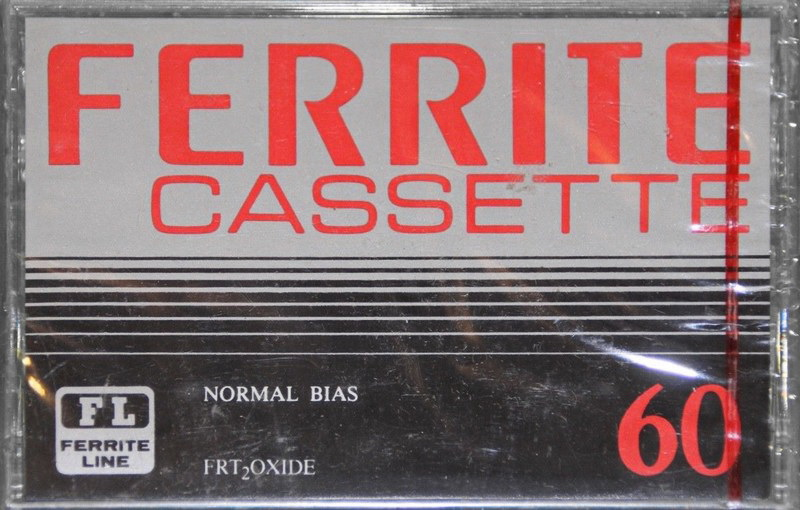 FERRITE
CASSETTE
NORMAL BIAS
60
FL
FERRITE
LINE
FRT₂OXIDE